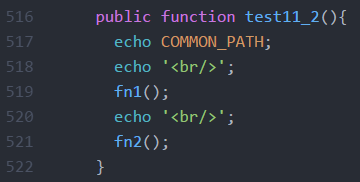 516 public function test11_2(){
517 echo COMMON_PATH;
518 echo '<br/>';
519 fn1();
520 echo '<br/>';
521 fn2();
522 }